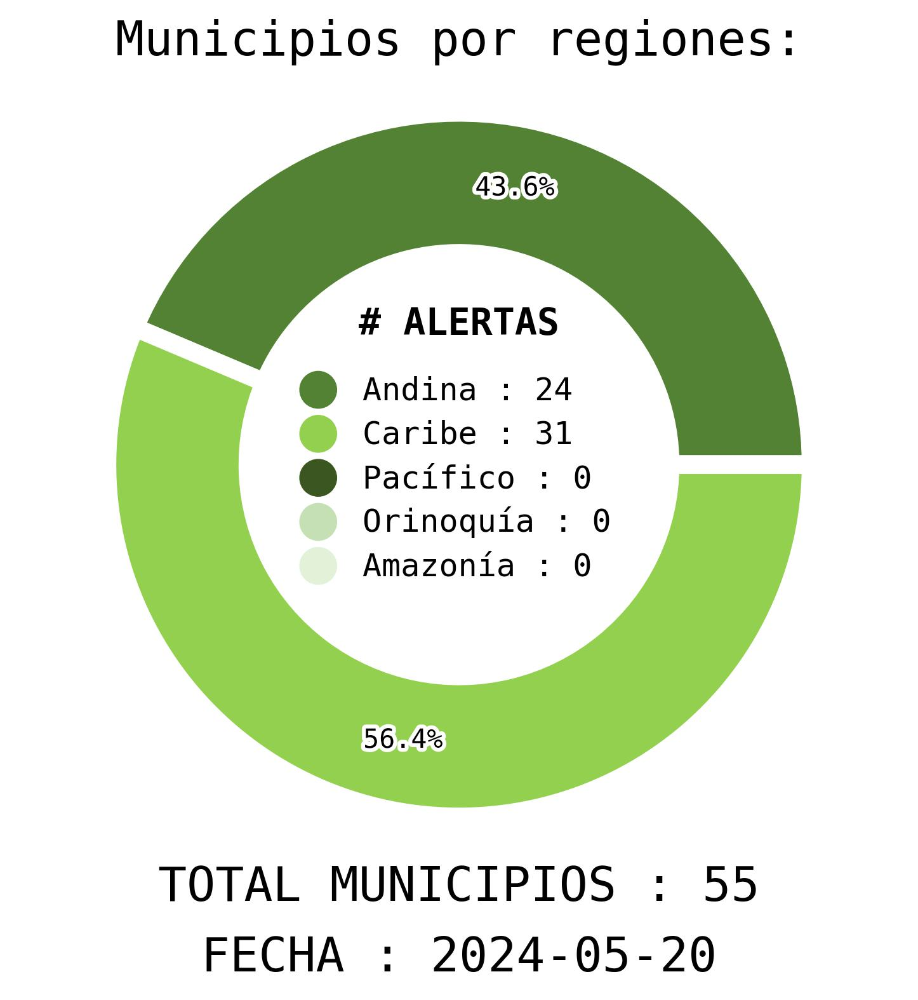 Municipios por regiones:
43.6%
# ALERTAS
Andina : 24
Caribe : 31
Pacífico : 0
Orinoquía : 0
Amazonía : 0
56.4%
TOTAL MUNICIPIOS : 55
FECHA : 2024-05-20